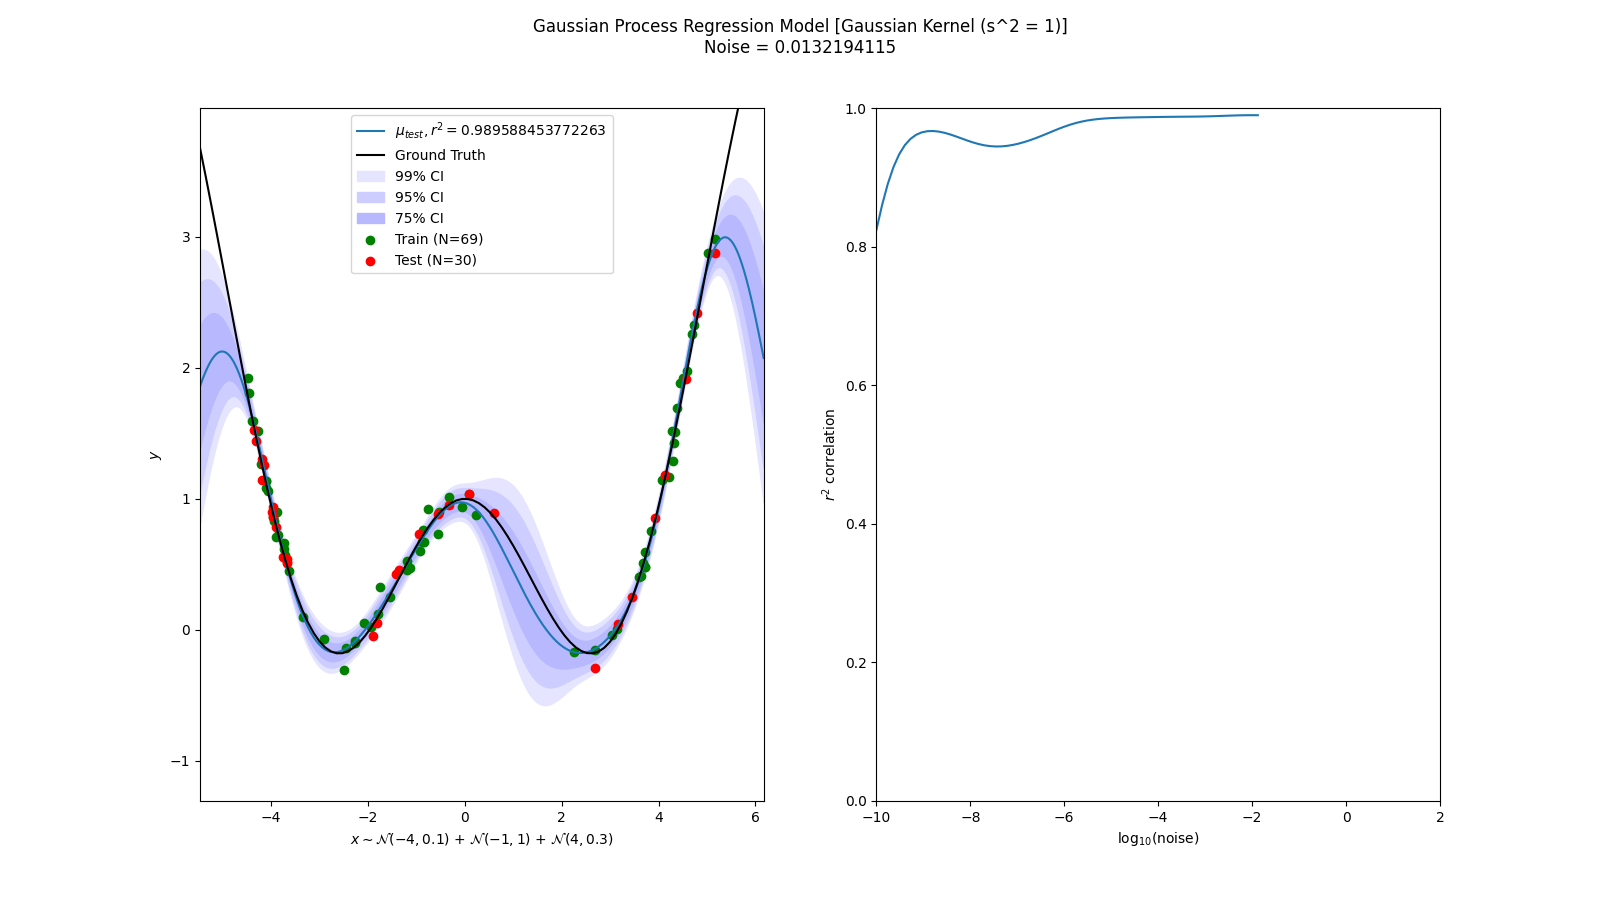 Gaussian Process Regression Model [Gaussian Kernel (s^2 = 1)]
Noise = 0.0132194115
μ_test, r² = 0.989588453772263
Ground Truth
99% CI
95% CI
75% CI
Train (N=69)
Test (N=30)
3
2
1
0
−1
y
−4 −2 0 2 4 6
x ∼ 𝒩(−4, 0.1) + 𝒩(−1, 1) + 𝒩(4, 0.3)
1.0
0.8
0.6
0.4
0.2
0.0
r² correlation
−10 −8 −6 −4 −2 0 2
log₁₀(noise)